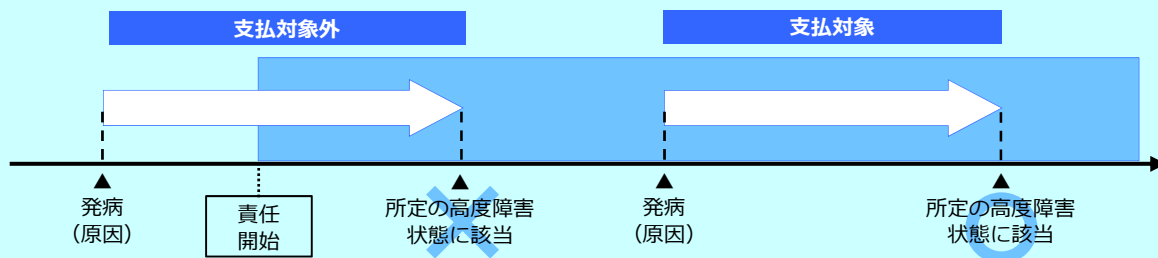 支払対象外
支払対象
発病
（原因）
責任
開始
所定の高度障害
状態に該当
発病
（原因）
所定の高度障害
状態に該当